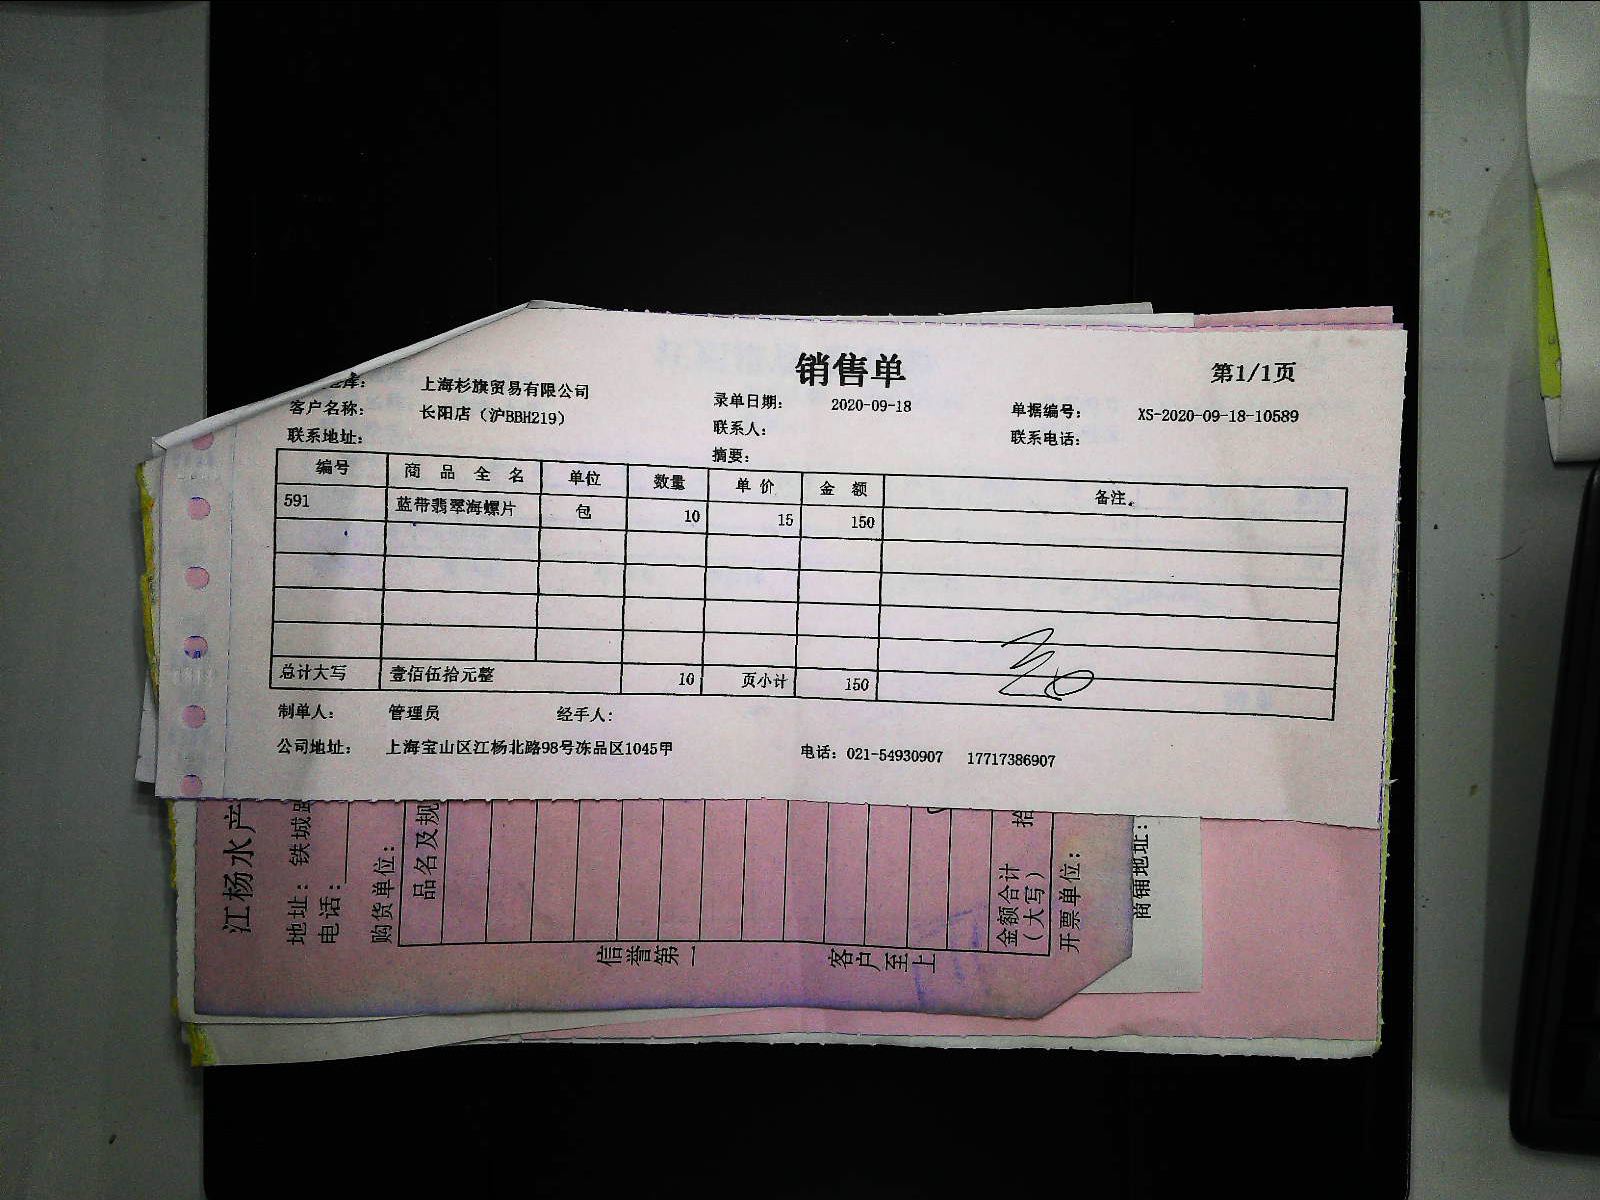 销售单
第1/1页
库： 上海杉旗贸易有限公司
录单日期： 2020-09-18
单据编号： XS-2020-09-18-10589
客户名称： 长阳店（沪BBH219）
联系人：
联系电话：
联系地址：
摘要：
编号 商品全名 单位 数量 单价 金额 备注
591 蓝带翡翠海螺片 包 10 15 150
总计大写 壹佰伍拾元整 10 页小计 150
制单人： 管理员 经手人：
公司地址： 上海宝山区江杨北路98号冻品区1045甲 电话：021-54930907 17717386907
江杨水产
地址：铁城
电话：
购货单位：
品名及规
金额合计
（大写）
拾
开票单位：
信誉第一 客户至上
商铺地址：